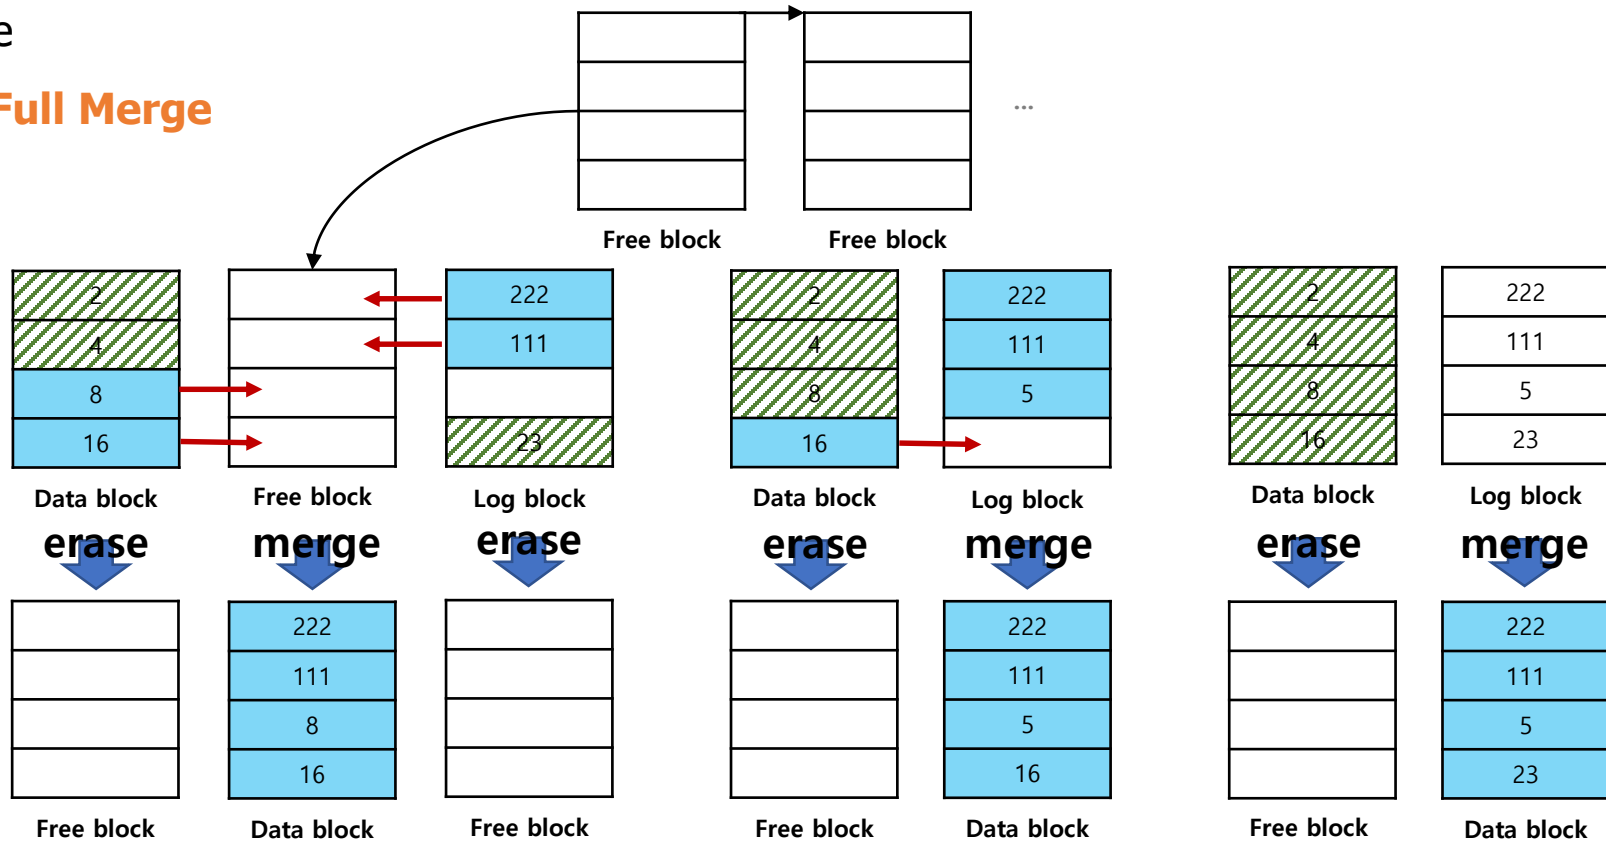 e
Full Merge
...
Free block Free block
2 222 2 222 2 222
4 111 4 111 4 111
8 8 5 8 5
16 23 16 16 23
Data block Free block Log block Data block Log block Data block Log block
erase merge erase erase merge erase merge
222 222 222
111 111 111
8 5 5
16 16 23
Free block Data block Free block Free block Data block Free block Data block